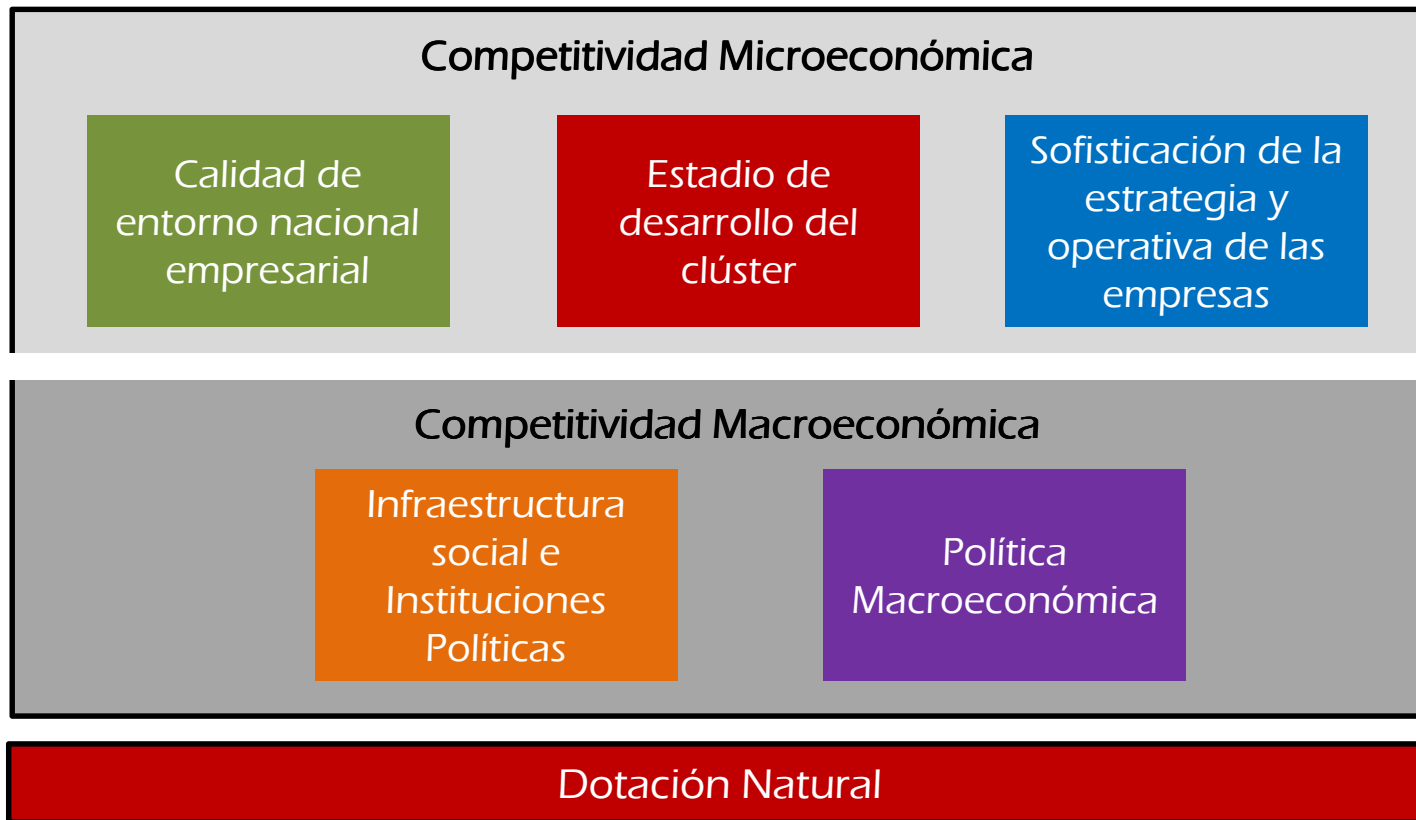 Competitividad Microeconómica
Calidad de
entorno nacional
empresarial
Estadio de
desarrollo del
clúster
Sofisticación de la
estrategia y
operativa de las
empresas
Competitividad Macroeconómica
Infraestructura
social e
Instituciones
Políticas
Política
Macroeconómica
Dotación Natural